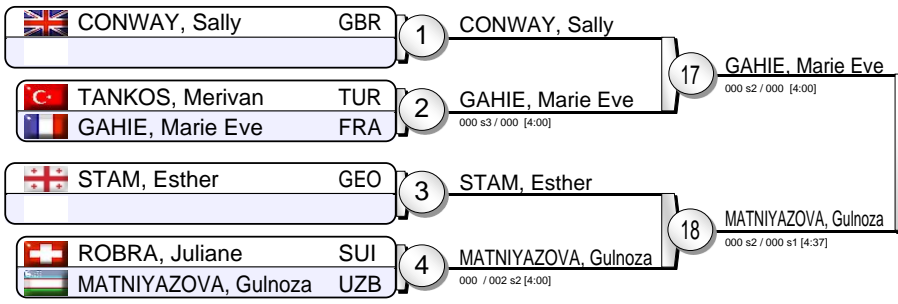 CONWAY, Sally GBR
1
CONWAY, Sally
17
GAHIE, Marie Eve
000 s2 / 000 [4:00]
TANKOS, Merivan TUR
GAHIE, Marie Eve FRA
2
GAHIE, Marie Eve
000 s3 / 000 [4:00]
STAM, Esther GEO
3
STAM, Esther
18
MATNIYAZOVA, Gulnoza
000 s2 / 000 s1 [4:37]
ROBRA, Juliane SUI
MATNIYAZOVA, Gulnoza UZB
4
MATNIYAZOVA, Gulnoza
000 / 002 s2 [4:00]